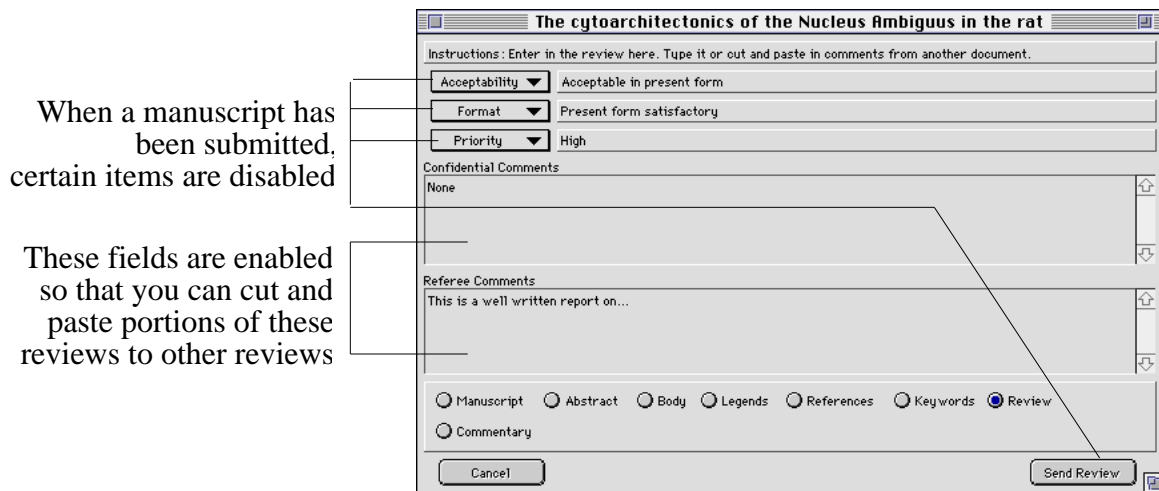 The cytoarchitectonics of the Nucleus Ambiguus in the rat
Instructions: Enter in the review here. Type it or cut and paste in comments from another document.
Acceptability Acceptable in present form
Format Present form satisfactory
Priority High
When a manuscript has
been submitted,
certain items are disabled
Confidential Comments
None
These fields are enabled
so that you can cut and
paste portions of these
reviews to other reviews
Referee Comments
This is a well written report on...
Manuscript Abstract Body Legends References Keywords Review
Commentary
Cancel Send Review